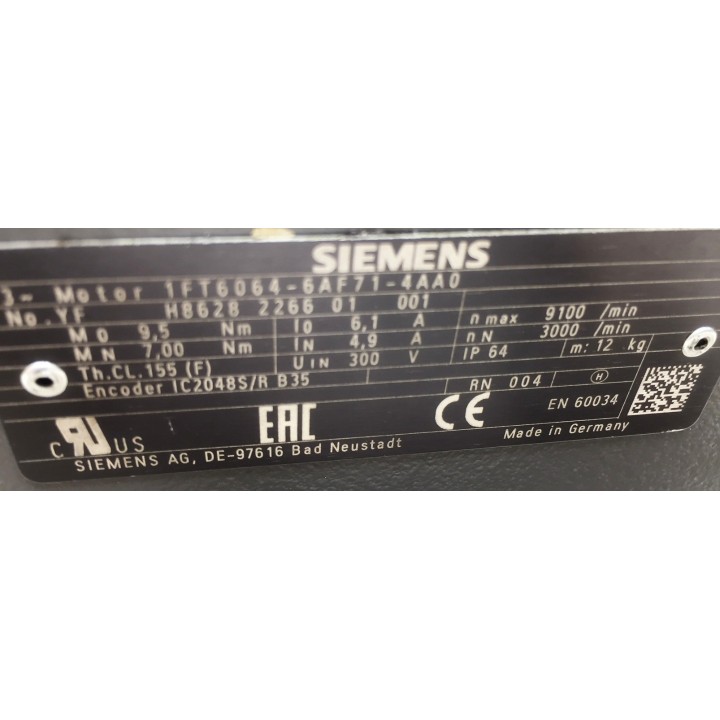 SIEMENS
3~ Motor 1FT6064-6AF71-4AA0
No.YF H8628 2266 01 001
M0 9,5 Nm I0 6,1 A n max 9100 /min
MN 7,00 Nm IN 4,9 A nN 3000 /min
Th.CL.155 (F) UIN 300 V IP 64 m: 12 kg
Encoder IC2048S/R B35 RN 004 H
c RU US EAC CE EN 60034
SIEMENS AG, DE-97616 Bad Neustadt Made in Germany